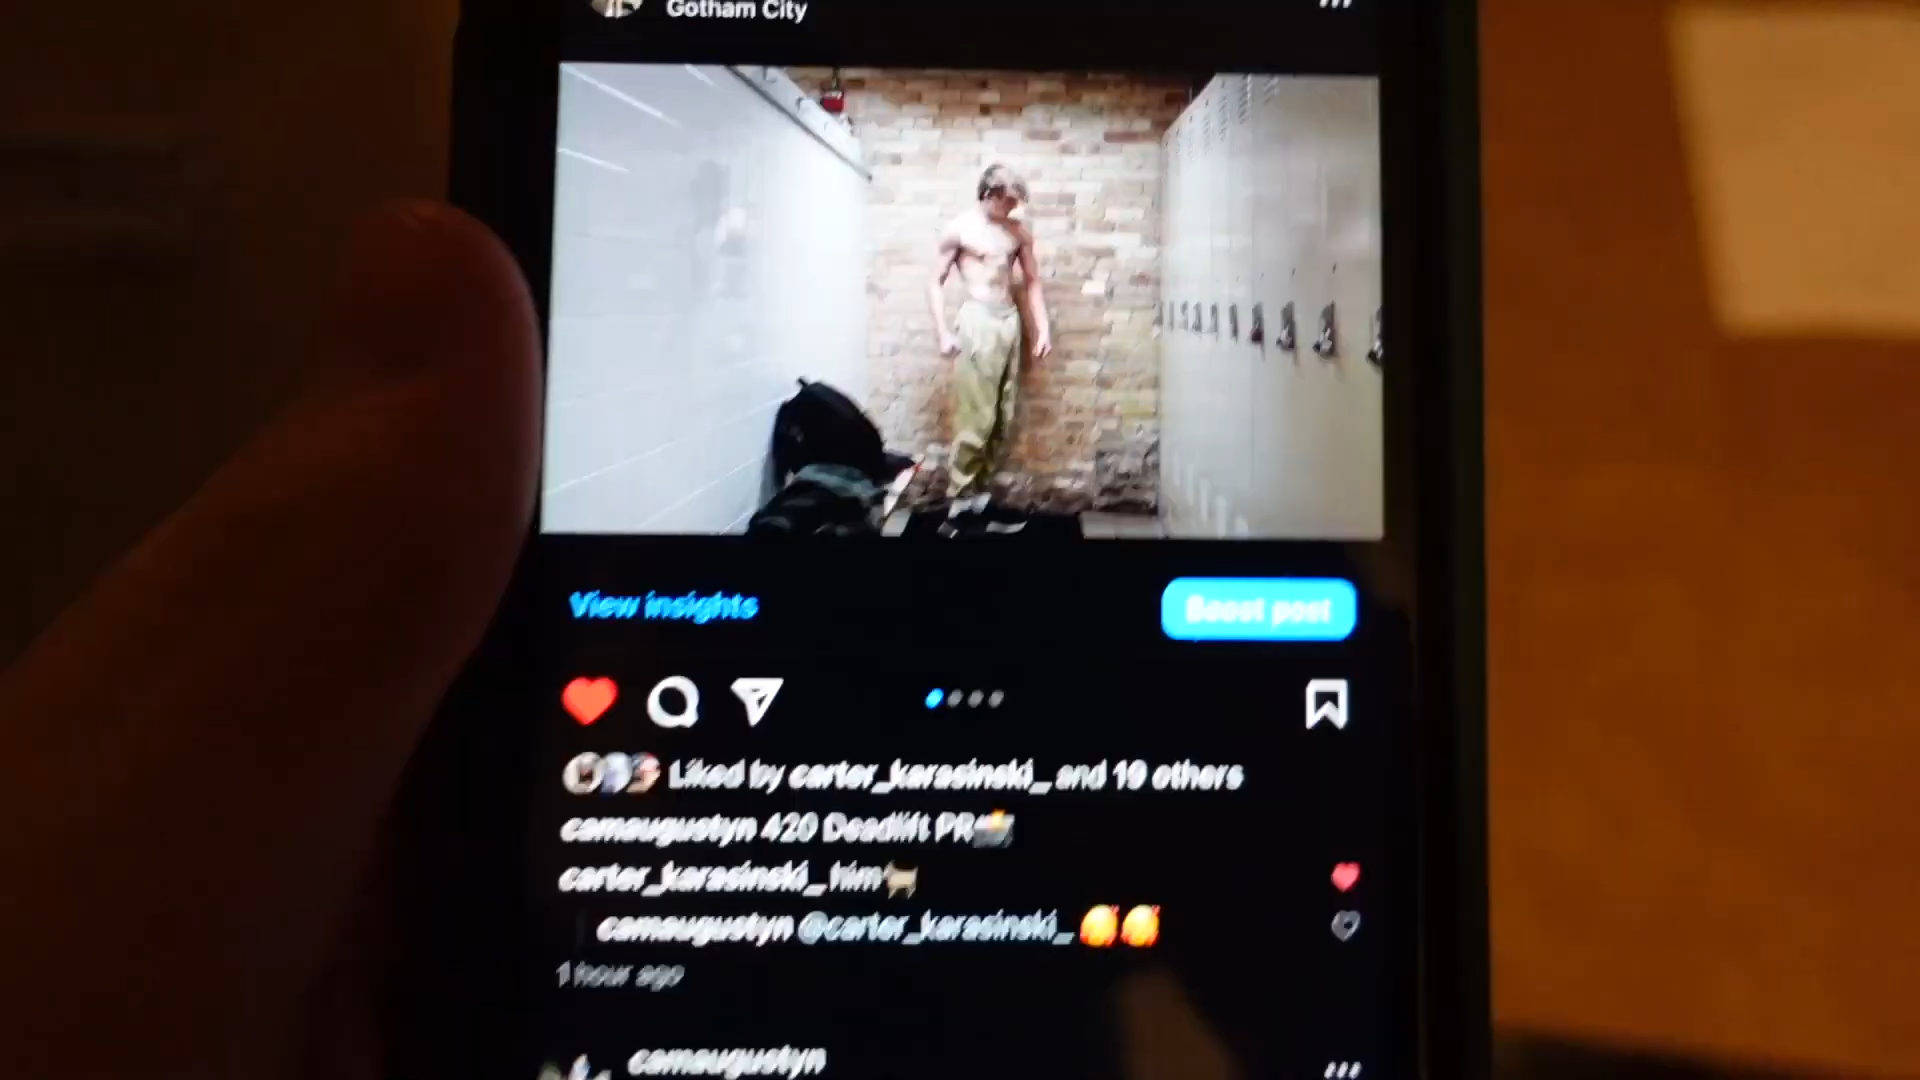 Gotham City
View insights
Boost post
Liked by carter_karasinski_ and 19 others
camaugustyn 420 Deadlift PR
carter_karasinski_ him
camaugustyn @carter_karasinski_
1 hour ago
camaugustyn